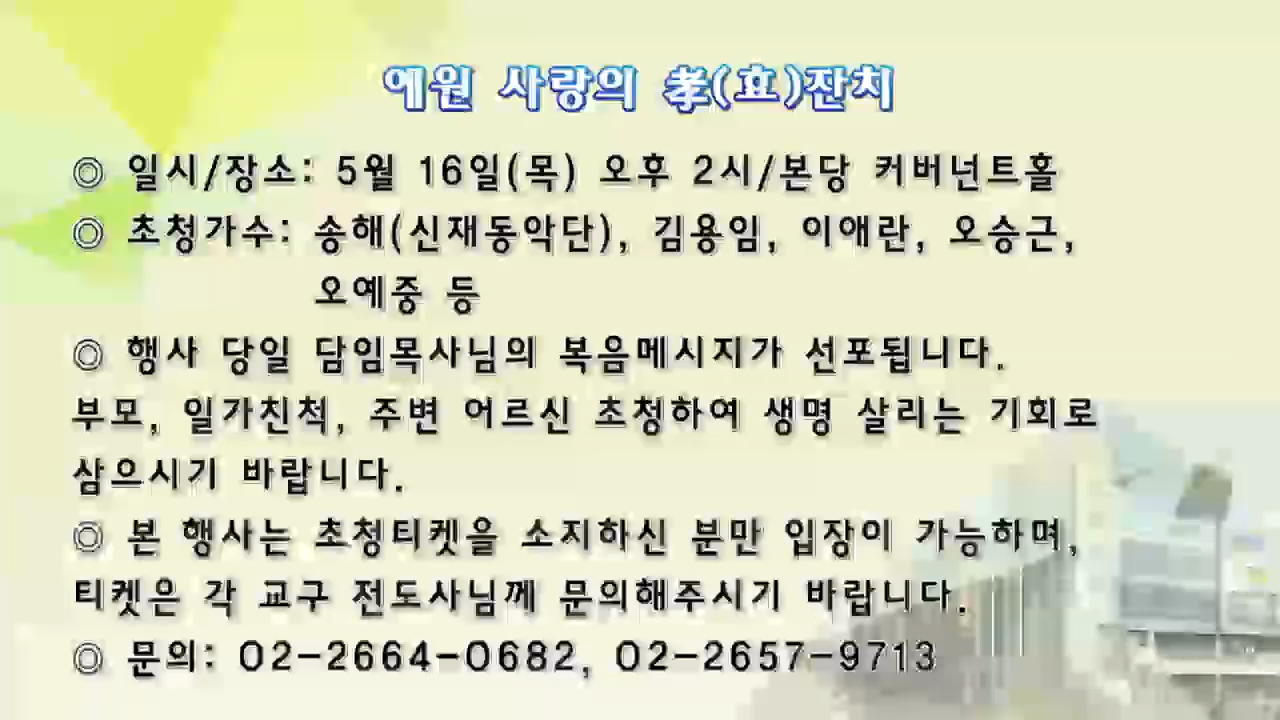 예원 사랑의 孝(효)잔치
◎ 일시/장소: 5월 16일(목) 오후 2시/본당 커버넌트홀
◎ 초청가수: 송해(신재동악단), 김용임, 이애란, 오승근,
오예중 등
◎ 행사 당일 담임목사님의 복음메시지가 선포됩니다.
부모, 일가친척, 주변 어르신 초청하여 생명 살리는 기회로
삼으시기 바랍니다.
◎ 본 행사는 초청티켓을 소지하신 분만 입장이 가능하며,
티켓은 각 교구 전도사님께 문의해주시기 바랍니다.
◎ 문의: 02-2664-0682, 02-2657-9713